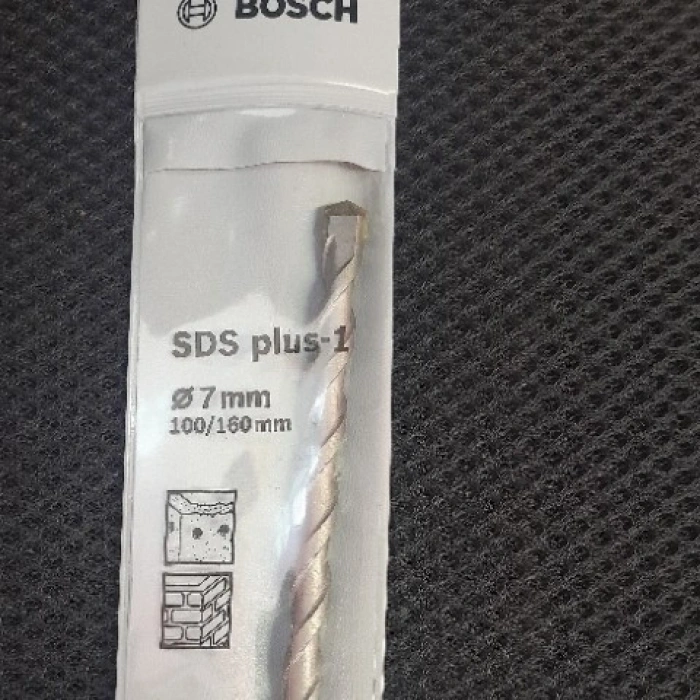 BOSCH
SDS plus-1
Ø7mm
100/160mm